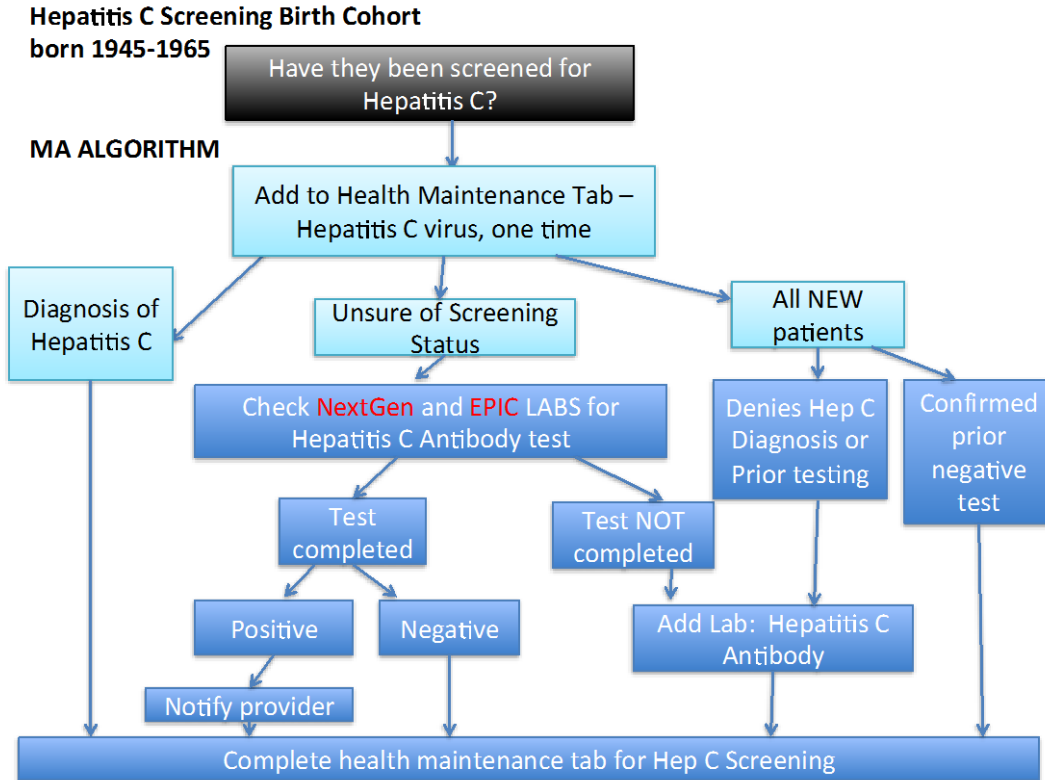 Hepatitis C Screening Birth Cohort
born 1945-1965
Have they been screened for
Hepatitis C?
MA ALGORITHM
Add to Health Maintenance Tab –
Hepatitis C virus, one time
Diagnosis of
Hepatitis C
Unsure of Screening
Status
All NEW
patients
Check NextGen and EPIC LABS for
Hepatitis C Antibody test
Denies Hep C
Diagnosis or
Prior testing
Confirmed
prior
negative
test
Test
completed
Test NOT
completed
Positive
Negative
Add Lab: Hepatitis C
Antibody
Notify provider
Complete health maintenance tab for Hep C Screening